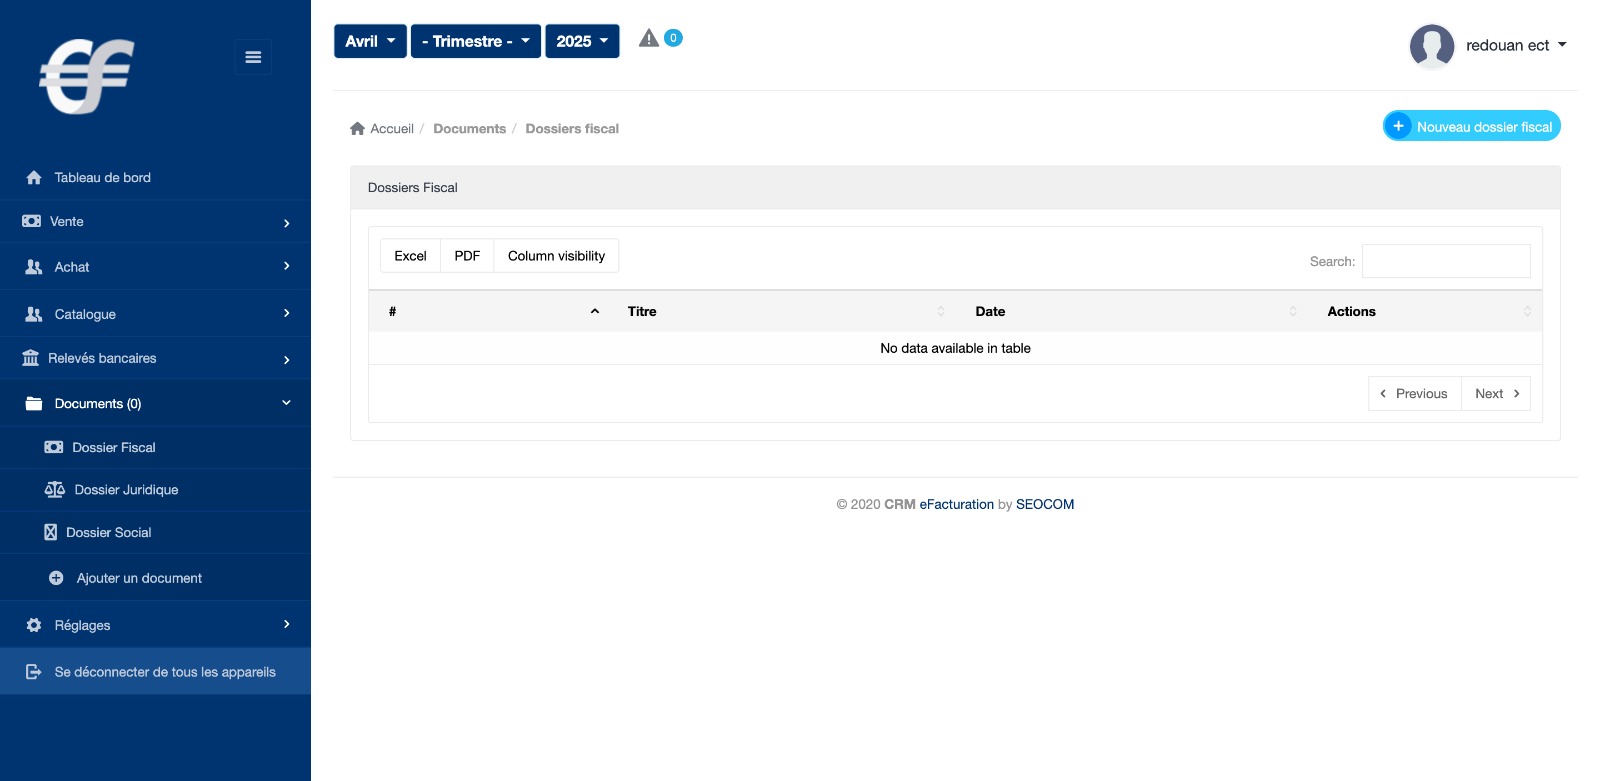 Avril
- Trimestre -
2025
0
redouan ect
Accueil / Documents / Dossiers fiscal
Nouveau dossier fiscal
Tableau de bord
Vente
Achat
Catalogue
Relevés bancaires
Documents (0)
Dossier Fiscal
Dossier Juridique
Dossier Social
Ajouter un document
Réglages
Se déconnecter de tous les appareils
Dossiers Fiscal
Excel
PDF
Column visibility
Search:
# Titre Date Actions
No data available in table
Previous
Next
© 2020 CRM eFacturation by SEOCOM